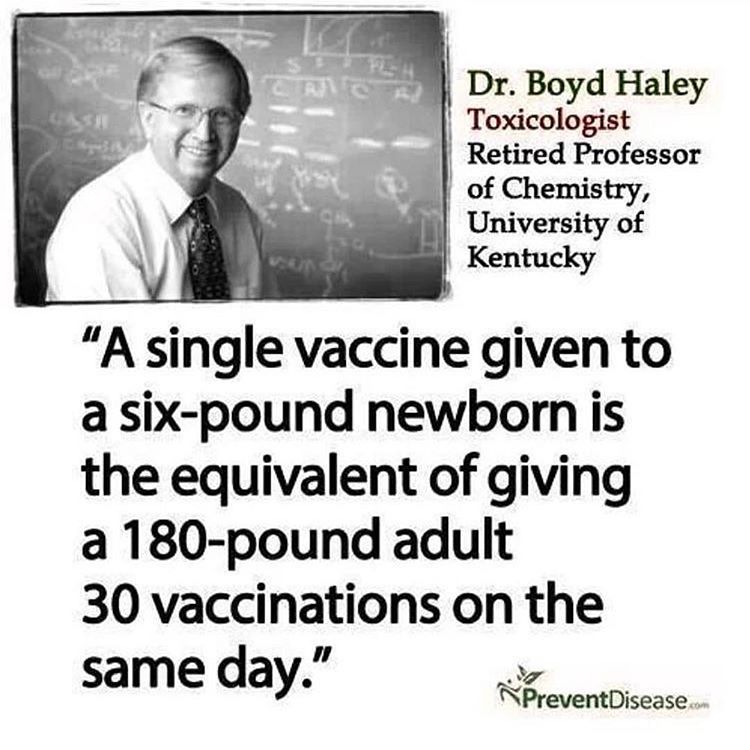 Dr. Boyd Haley
Toxicologist
Retired Professor
of Chemistry,
University of
Kentucky
“A single vaccine given to
a six-pound newborn is
the equivalent of giving
a 180-pound adult
30 vaccinations on the
same day.”
PreventDisease.com